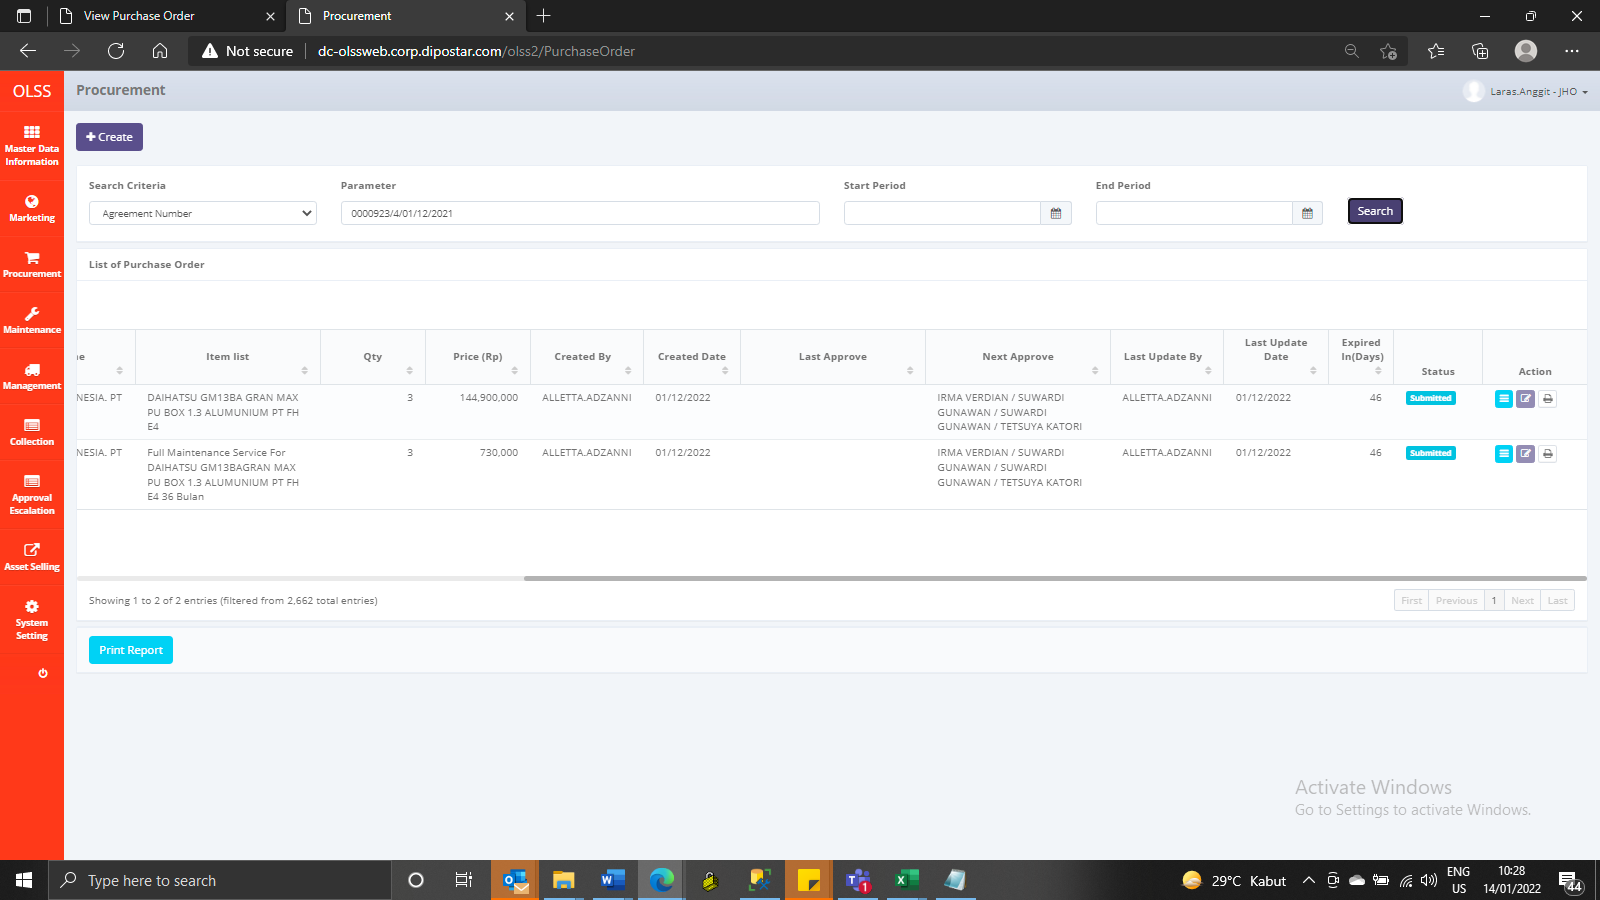 View Purchase Order
Procurement
Not secure
dc-olssweb.corp.dipostar.com/olss2/PurchaseOrder
OLSS
Procurement
Laras.Anggit - JHO
Master Data
Information
Marketing
Procurement
Maintenance
Management
Collection
Approval
Escalation
Asset Selling
System
Setting
Create
Search Criteria
Parameter
Start Period
End Period
Agreement Number
0000923/4/01/12/2021
Search
List of Purchase Order
e
Item list
Qty
Price (Rp)
Created By
Created Date
Last Approve
Next Approve
Last Update By
Last Update
Date
Expired
In(Days)
Status
Action
NESIA. PT
DAIHATSU GM13BA GRAN MAX
PU BOX 1.3 ALUMUNIUM PT FH
E4
3
144,900,000
ALLETTA.ADZANNI
01/12/2022
IRMA VERDIAN / SUWARDI
GUNAWAN / SUWARDI
GUNAWAN / TETSUYA KATORI
ALLETTA.ADZANNI
01/12/2022
46
Submitted
NESIA. PT
Full Maintenance Service For
DAIHATSU GM13BAGRAN MAX
PU BOX 1.3 ALUMUNIUM PT FH
E4 36 Bulan
3
730,000
ALLETTA.ADZANNI
01/12/2022
IRMA VERDIAN / SUWARDI
GUNAWAN / SUWARDI
GUNAWAN / TETSUYA KATORI
ALLETTA.ADZANNI
01/12/2022
46
Submitted
Showing 1 to 2 of 2 entries (filtered from 2,662 total entries)
First
Previous
1
Next
Last
Print Report
Activate Windows
Go to Settings to activate Windows.
Type here to search
1
29°C Kabut
ENG
US
10:28
14/01/2022
44